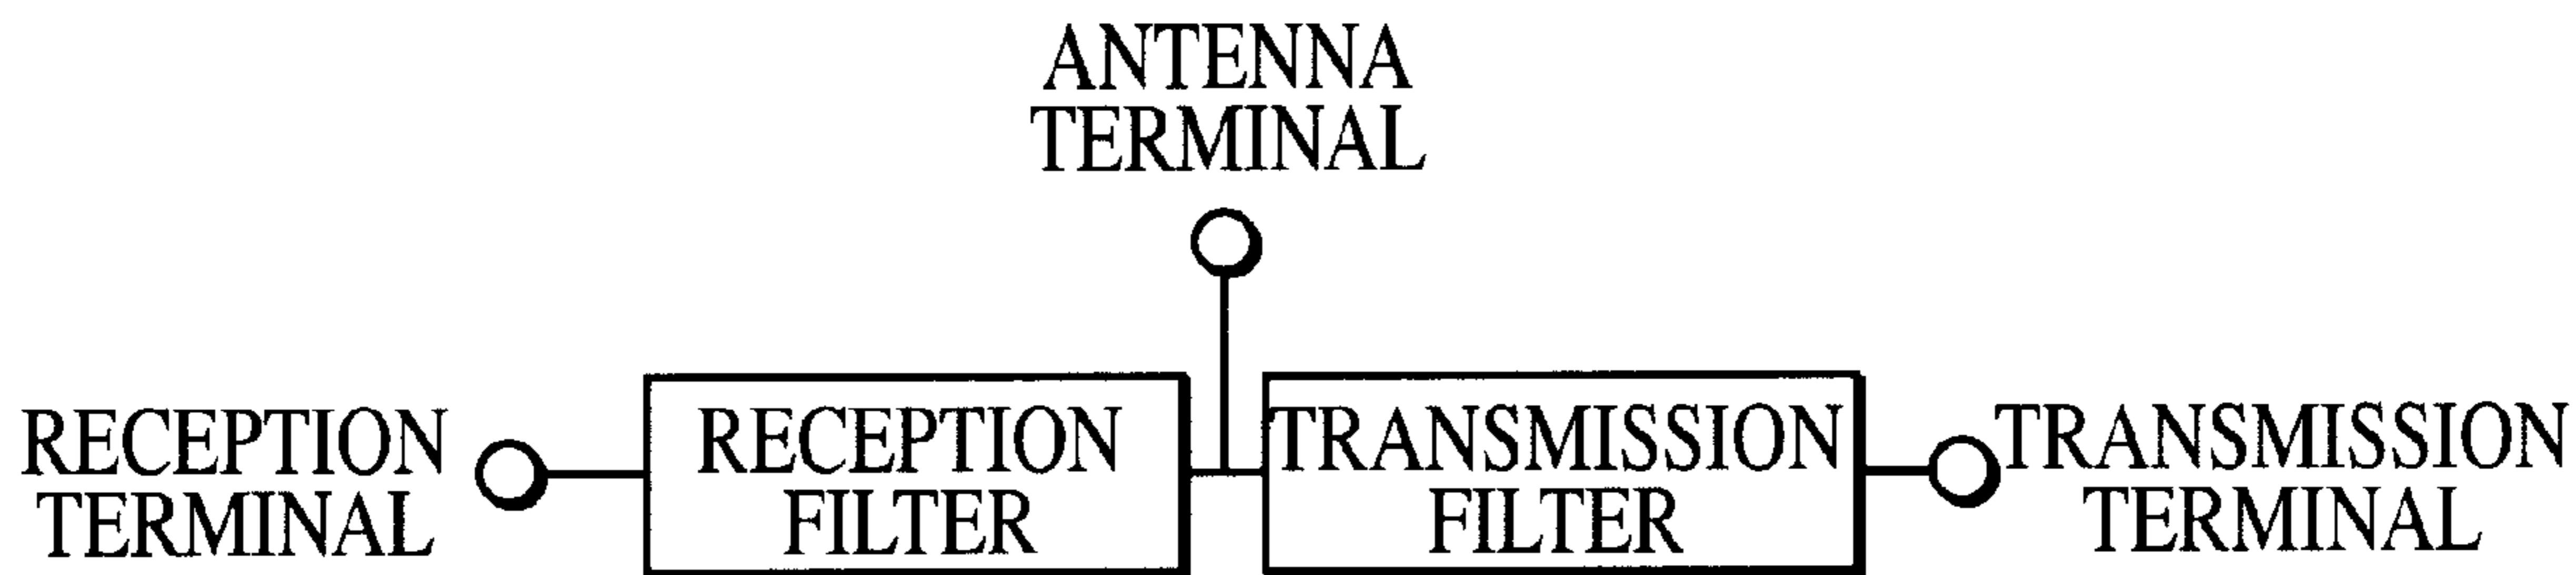 ANTENNA
TERMINAL
RECEPTION
TERMINAL
RECEPTION
FILTER
TRANSMISSION
FILTER
TRANSMISSION
TERMINAL